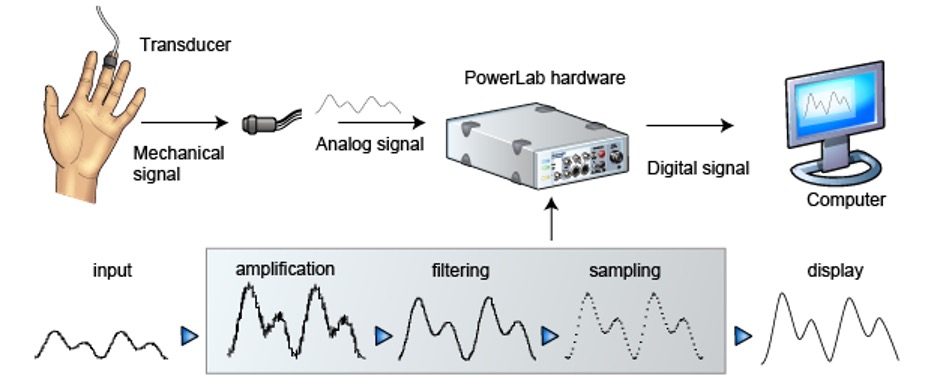 Transducer
PowerLab hardware
Mechanical
signal
Analog signal
Digital signal
Computer
input
amplification
filtering
sampling
display